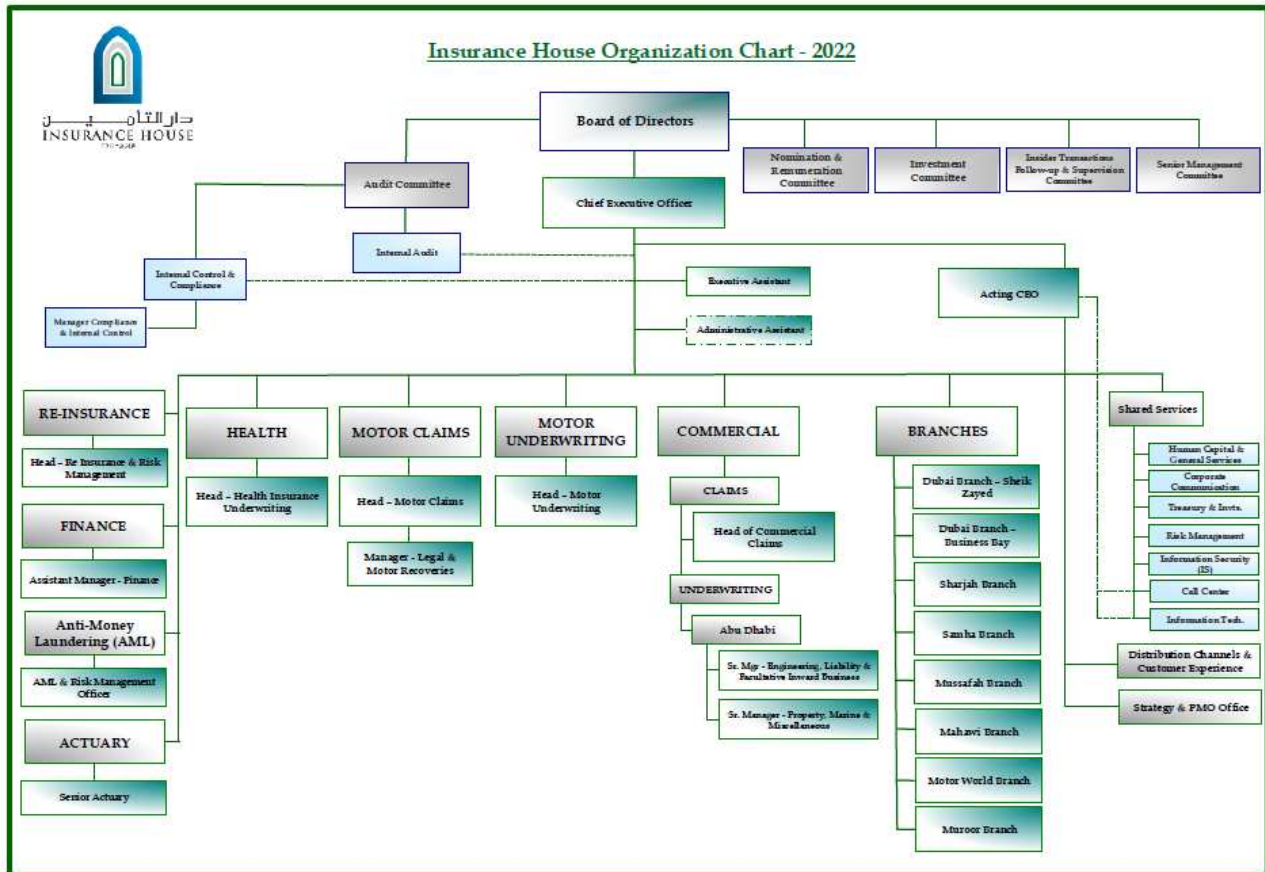 Insurance House Organization Chart - 2022
دار التأمين
INSURANCE HOUSE
Board of Directors
Nomination &
Remuneration
Committee
Investment
Committee
Insider Transactions
Follow-up & Supervision
Committee
Senior Management
Committee
Audit Committee
Chief Executive Officer
Internal Audit
Internal Control &
Compliance
Executive Assistant
Acting CEO
Manager Compliance
& Internal Control
Administrative Assistant
RE-INSURANCE
Head – Re Insurance & Risk
Management
FINANCE
Assistant Manager - Finance
Anti-Money
Laundering (AML)
AML & Risk Management
Officer
ACTUARY
Senior Actuary
HEALTH
Head – Health Insurance
Underwriting
MOTOR CLAIMS
Head – Motor Claims
Manager - Legal &
Motor Recoveries
MOTOR
UNDERWRITING
Head – Motor
Underwriting
COMMERCIAL
CLAIMS
Head of Commercial
Claims
UNDERWRITING
Abu Dhabi
Sr. Mgr - Engineering, Liability &
Facultative Inward Business
Sr. Manager - Property, Marine &
Miscellaneous
BRANCHES
Dubai Branch – Sheik
Zayed
Dubai Branch –
Business Bay
Sharjah Branch
Samha Branch
Mussafah Branch
Mahawi Branch
Motor World Branch
Muroor Branch
Shared Services
Human Capital &
General Services
Corporate
Communication
Treasury & Invts.
Risk Management
Information Security
(IS)
Call Center
Information Tech.
Distribution Channels &
Customer Experience
Strategy & PMO Office